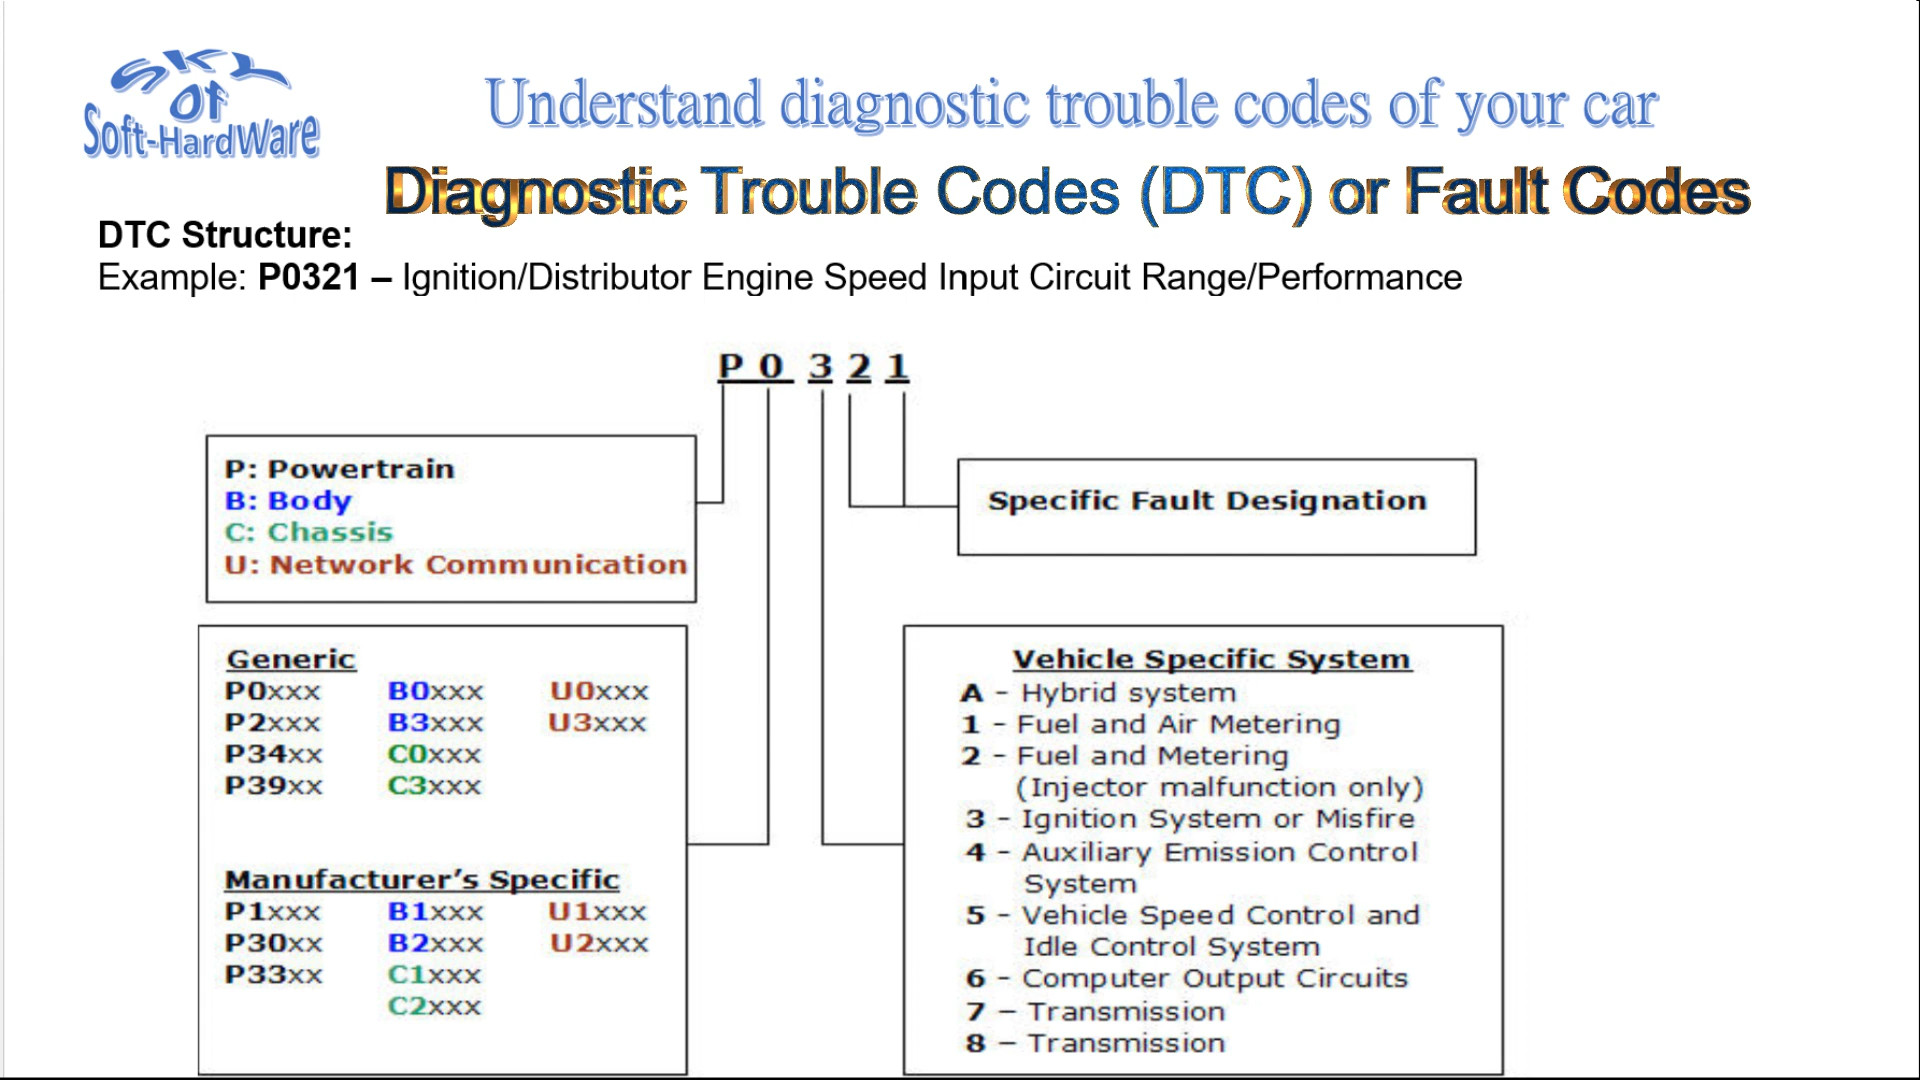 SKL
Of
Soft-HardWare
Understand diagnostic trouble codes of your car
Diagnostic Trouble Codes (DTC) or Fault Codes
DTC Structure:
Example: P0321 – Ignition/Distributor Engine Speed Input Circuit Range/Performance
P 0 3 2 1
P: Powertrain
B: Body
C: Chassis
U: Network Communication
Specific Fault Designation
Generic
P0xxx B0xxx U0xxx
P2xxx B3xxx U3xxx
P34xx C0xxx
P39xx C3xxx
Manufacturer’s Specific
P1xxx B1xxx U1xxx
P30xx B2xxx U2xxx
P33xx C1xxx
C2xxx
Vehicle Specific System
A - Hybrid system
1 - Fuel and Air Metering
2 - Fuel and Metering
(Injector malfunction only)
3 - Ignition System or Misfire
4 - Auxiliary Emission Control
System
5 - Vehicle Speed Control and
Idle Control System
6 - Computer Output Circuits
7 – Transmission
8 – Transmission